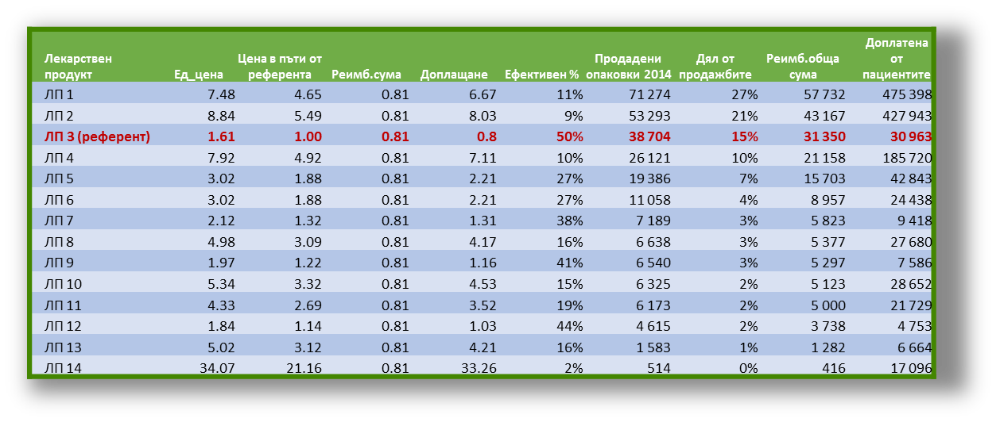 Лекарствен продукт Ед_цена Цена в пъти от референта Реимб.сума Доплащане Ефективен % Продадени опаковки 2014 Дял от продажбите Реимб.обща сума Доплатена от пациентите
ЛП 1 7.48 4.65 0.81 6.67 11% 71 274 27% 57 732 475 398
ЛП 2 8.84 5.49 0.81 8.03 9% 53 293 21% 43 167 427 943
ЛП 3 (референт) 1.61 1.00 0.81 0.8 50% 38 704 15% 31 350 30 963
ЛП 4 7.92 4.92 0.81 7.11 10% 26 121 10% 21 158 185 720
ЛП 5 3.02 1.88 0.81 2.21 27% 19 386 7% 15 703 42 843
ЛП 6 3.02 1.88 0.81 2.21 27% 11 058 4% 8 957 24 438
ЛП 7 2.12 1.32 0.81 1.31 38% 7 189 3% 5 823 9 418
ЛП 8 4.98 3.09 0.81 4.17 16% 6 638 3% 5 377 27 680
ЛП 9 1.97 1.22 0.81 1.16 41% 6 540 3% 5 297 7 586
ЛП 10 5.34 3.32 0.81 4.53 15% 6 325 2% 5 123 28 652
ЛП 11 4.33 2.69 0.81 3.52 19% 6 173 2% 5 000 21 729
ЛП 12 1.84 1.14 0.81 1.03 44% 4 615 2% 3 738 4 753
ЛП 13 5.02 3.12 0.81 4.21 16% 1 583 1% 1 282 6 664
ЛП 14 34.07 21.16 0.81 33.26 2% 514 0% 416 17 096